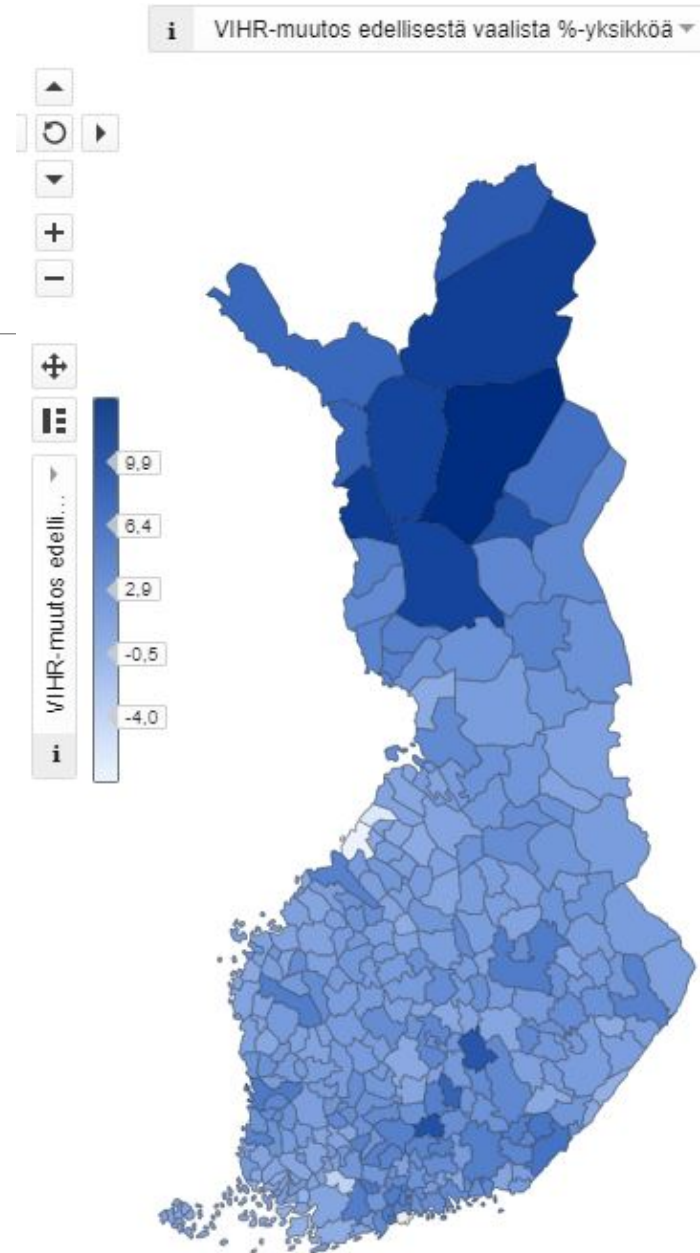 i VIHR-muutos edellisestä vaalista %-yksikköä
9,9
6,4
2,9
-0,5
-4,0
VIHR-muutos edelli...
i